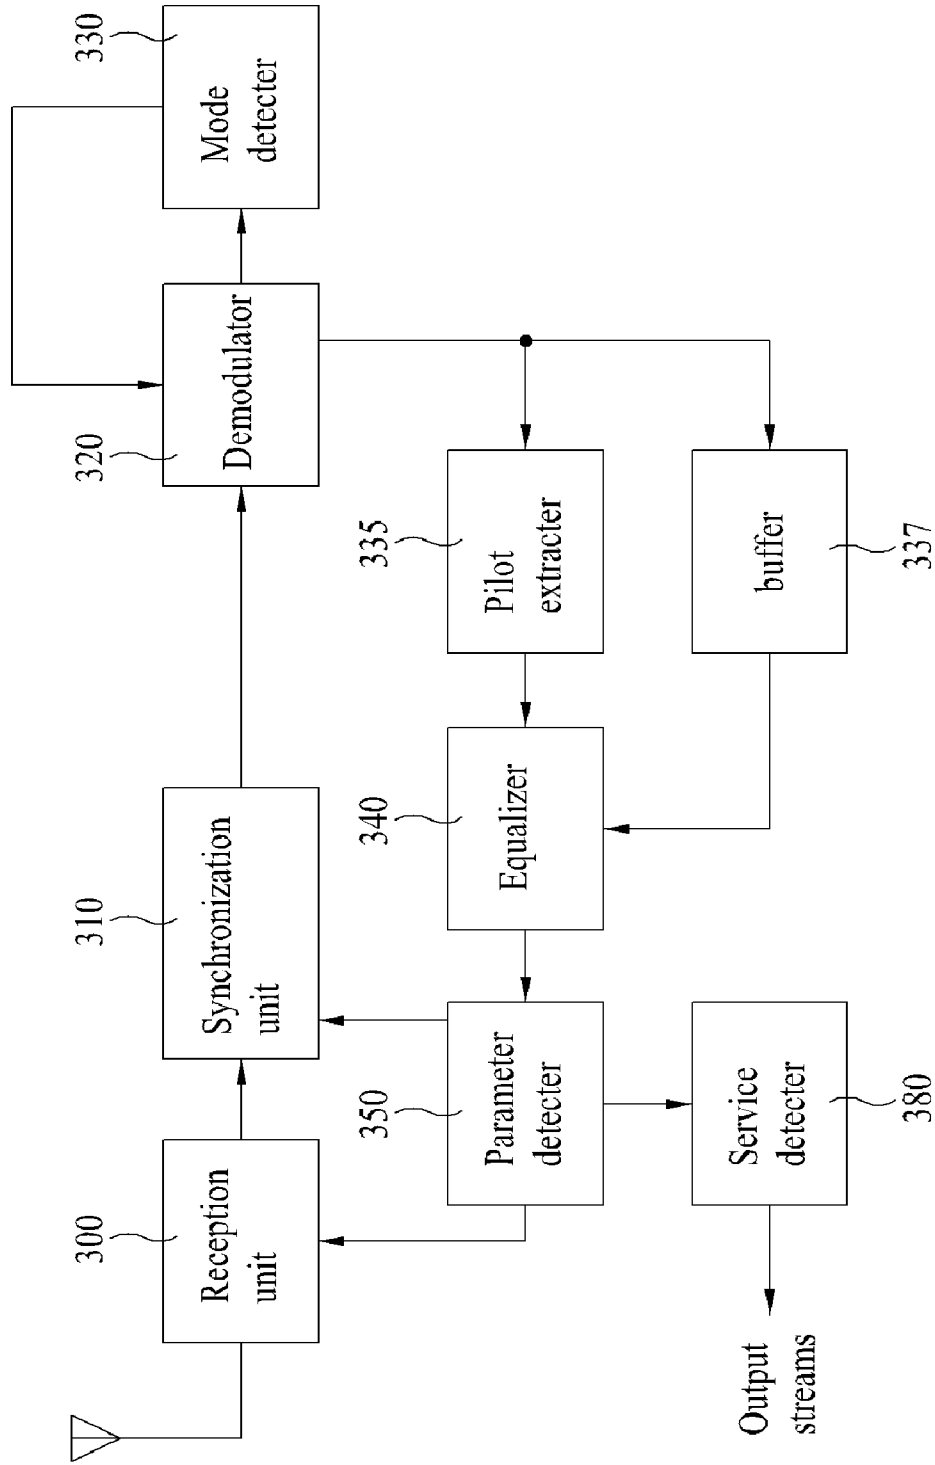 300
Reception
unit
310
Synchronization
unit
320
Demodulator
330
Mode
detecter
350
Parameter
detecter
340
Equalizer
335
Pilot
extracter
Output
streams
Service
detecter
380
buffer
337